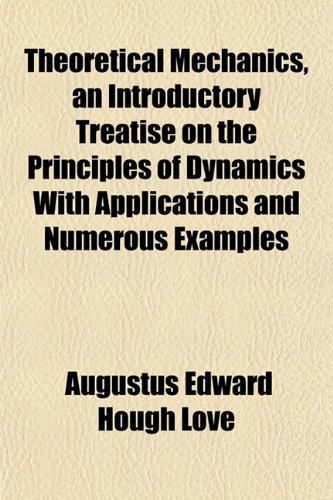 Theoretical Mechanics,
an Introductory
Treatise on the
Principles of Dynamics
With Applications and
Numerous Examples
Augustus Edward
Hough Love